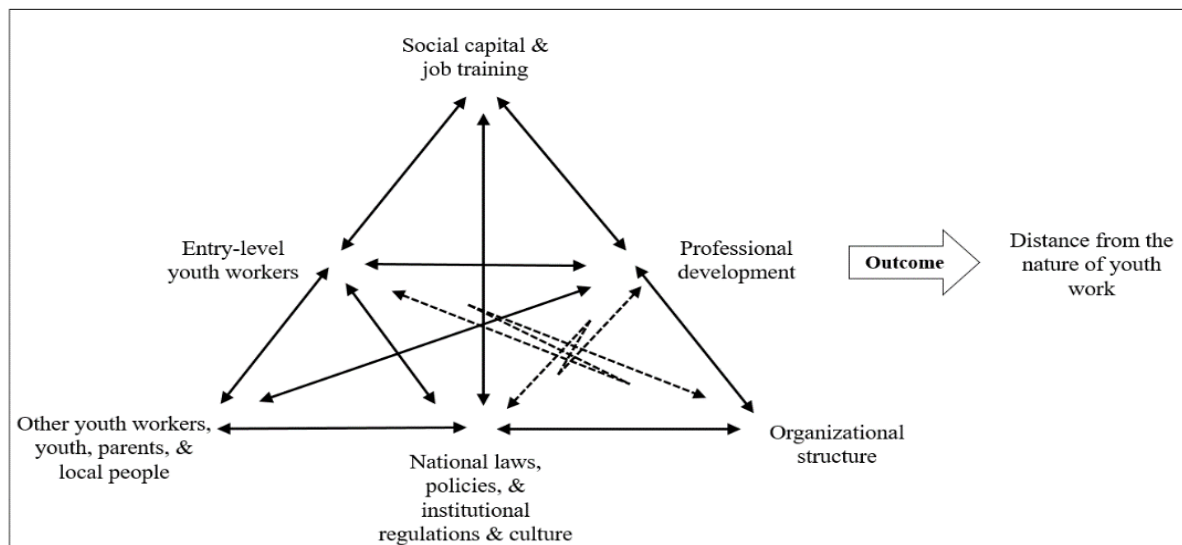 Social capital &
job training
Entry-level
youth workers
Professional
development
Outcome
Distance from the
nature of youth
work
Other youth workers,
youth, parents, &
local people
National laws,
policies, &
institutional
regulations & culture
Organizational
structure